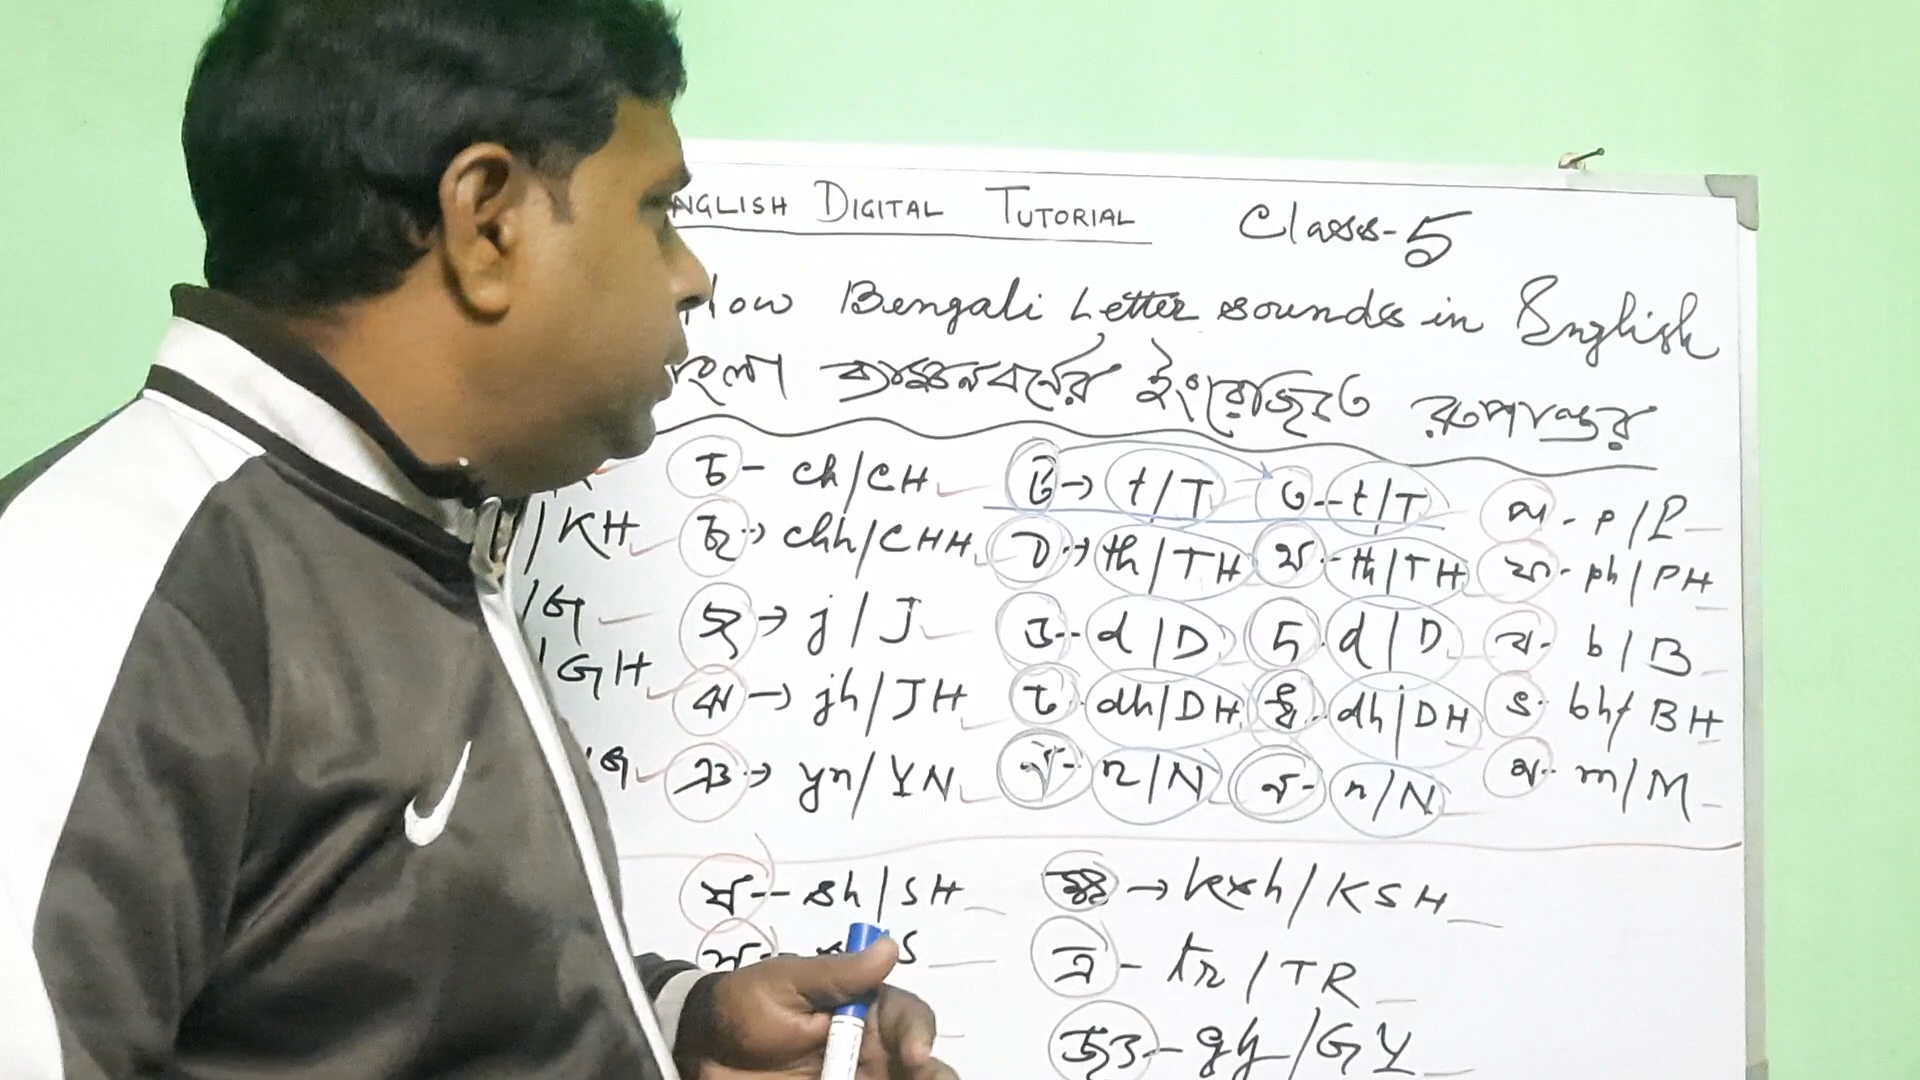 NGLISH DIGITAL TUTORIAL Class-5
How Bengali Letter sounds in English
বাংলা ব্যাঞ্জনবর্ণের ইংরেজিতে রূপান্তর
চ - ch/CH ট → t/T ত - t/T প - p/P
/KH ছ → chh/CHH ঠ → th/TH থ - th/TH ফ - ph/PH
/G জ → j/J ড - d/D দ - d/D ব - b/B
/GH ঝ → jh/JH ঢ - dh/DH ধ - dh/DH ভ - bh/BH
G ঞ → yn/YN ণ - n/N ন - n/N ম - m/M
ষ - sh/SH ক্ষ → ksh/KSH
স - S ত্র - tr/TR
জ্ঞ - gy/GY